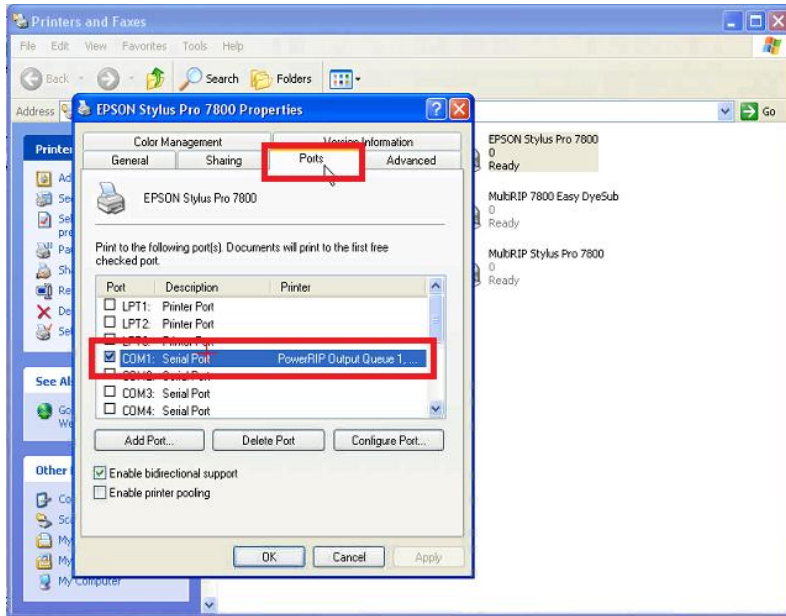 Printers and Faxes
File Edit View Favorites Tools Help
Back Search Folders
Address Go
EPSON Stylus Pro 7800 Properties
Color Management Version Information
General Sharing Ports Advanced
EPSON Stylus Pro 7800
Print to the following port(s). Documents will print to the first free
checked port.
Port Description Printer
LPT1: Printer Port
LPT2: Printer Port
Printer Port
COM1: Serial Port PowerRIP Output Queue 1, ...
COM3: Serial Port
COM4: Serial Port
Add Port... Delete Port Configure Port...
Enable bidirectional support
Enable printer pooling
OK Cancel Apply
See Al
Other
My Computer
EPSON Stylus Pro 7800
0
Ready
MultiRIP 7800 Easy DyeSub
0
Ready
MultiRIP Stylus Pro 7800
0
Ready